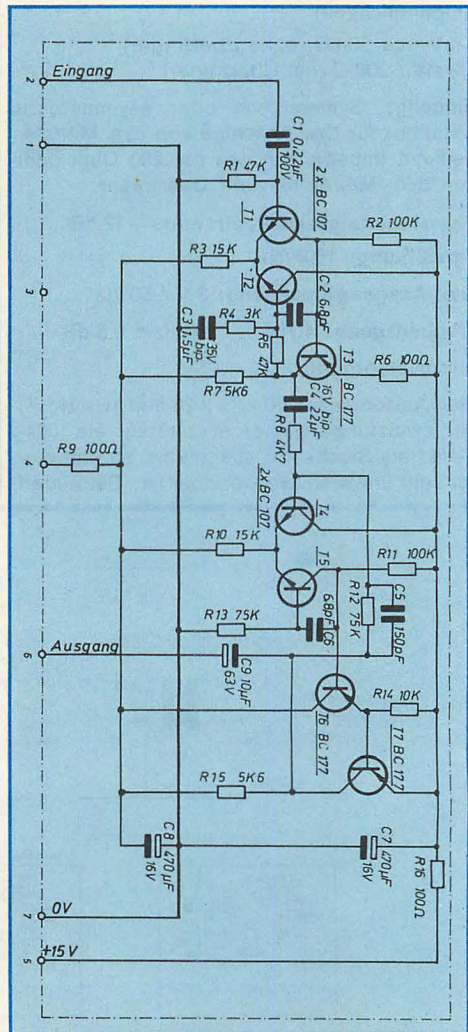 2
Eingang
1
C1 0,22µF
100V
R1 47K
2x BC 107
T1
R2 100K
R3 15K
T2
C2 6,8pF
3
R4 3K
C3 1,5µF
35V
bip.
R5
47K
T3
BC 177
R7 5K6
R6 100Ω
16V bip
C4 22µF
R8 4K7
R9 100Ω
4
2xBC 107
T4
R10 15K
T5
R11 100K
R12 75K
C5
150pF
R13 75K
6,8pF
C6
Ausgang
6
C9 10µF
63V
R14 10K
T6 BC 177
T7 BC 177
R15 5K6
C8 470µF
16V
C7 470µF
16V
R16
100Ω
0V
7
+15V
5